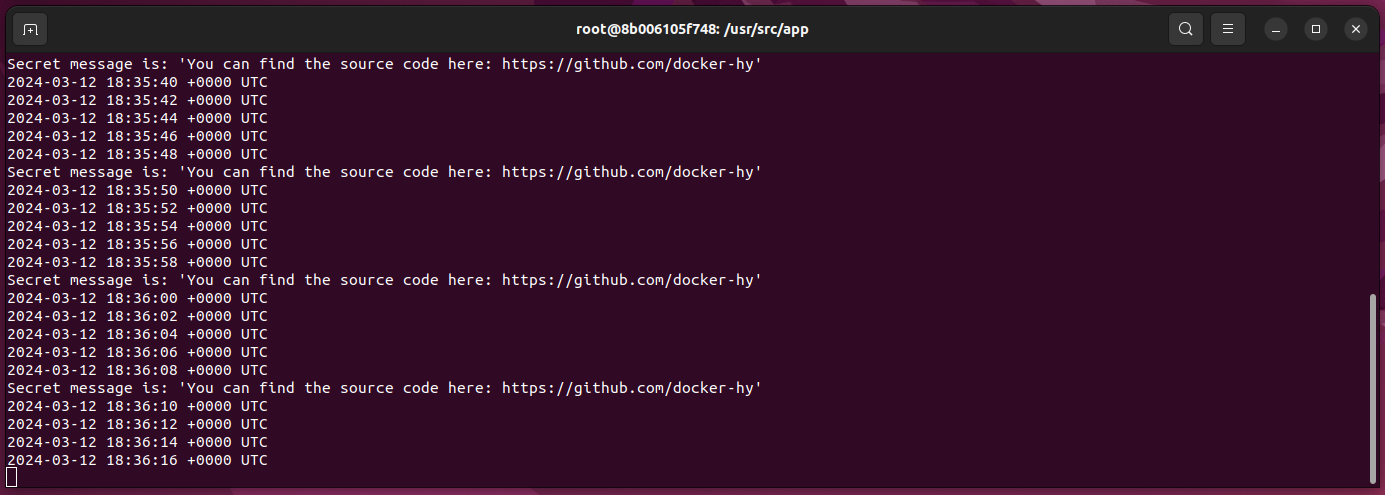 root@8b006105f748: /usr/src/app
Secret message is: 'You can find the source code here: https://github.com/docker-hy'
2024-03-12 18:35:40 +0000 UTC
2024-03-12 18:35:42 +0000 UTC
2024-03-12 18:35:44 +0000 UTC
2024-03-12 18:35:46 +0000 UTC
2024-03-12 18:35:48 +0000 UTC
Secret message is: 'You can find the source code here: https://github.com/docker-hy'
2024-03-12 18:35:50 +0000 UTC
2024-03-12 18:35:52 +0000 UTC
2024-03-12 18:35:54 +0000 UTC
2024-03-12 18:35:56 +0000 UTC
2024-03-12 18:35:58 +0000 UTC
Secret message is: 'You can find the source code here: https://github.com/docker-hy'
2024-03-12 18:36:00 +0000 UTC
2024-03-12 18:36:02 +0000 UTC
2024-03-12 18:36:04 +0000 UTC
2024-03-12 18:36:06 +0000 UTC
2024-03-12 18:36:08 +0000 UTC
Secret message is: 'You can find the source code here: https://github.com/docker-hy'
2024-03-12 18:36:10 +0000 UTC
2024-03-12 18:36:12 +0000 UTC
2024-03-12 18:36:14 +0000 UTC
2024-03-12 18:36:16 +0000 UTC